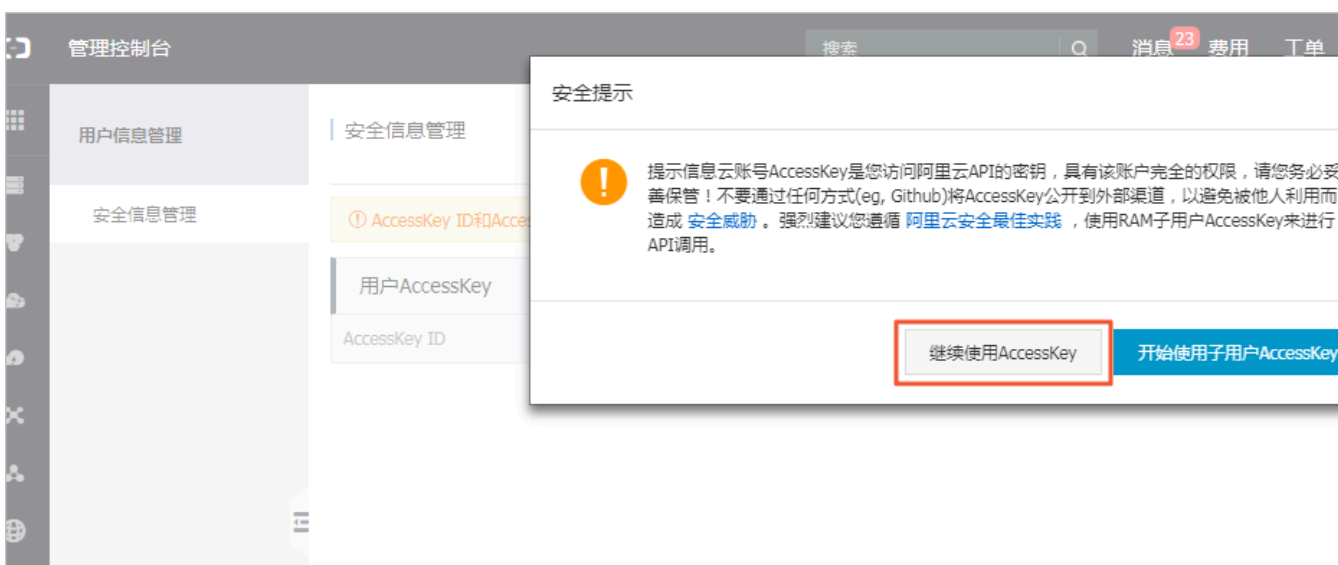 管理控制台
搜索
消息 23 费用 工单
用户信息管理
安全信息管理
安全信息管理
AccessKey ID和Acce
用户AccessKey
AccessKey ID
安全提示
提示信息云账号AccessKey是您访问阿里云API的密钥，具有该账户完全的权限，请您务必妥
善保管！不要通过任何方式(eg, Github)将AccessKey公开到外部渠道，以避免被他人利用而
造成 安全威胁 。强烈建议您遵循 阿里云安全最佳实践 ，使用RAM子用户AccessKey来进行
API调用。
继续使用AccessKey
开始使用子用户AccessKey